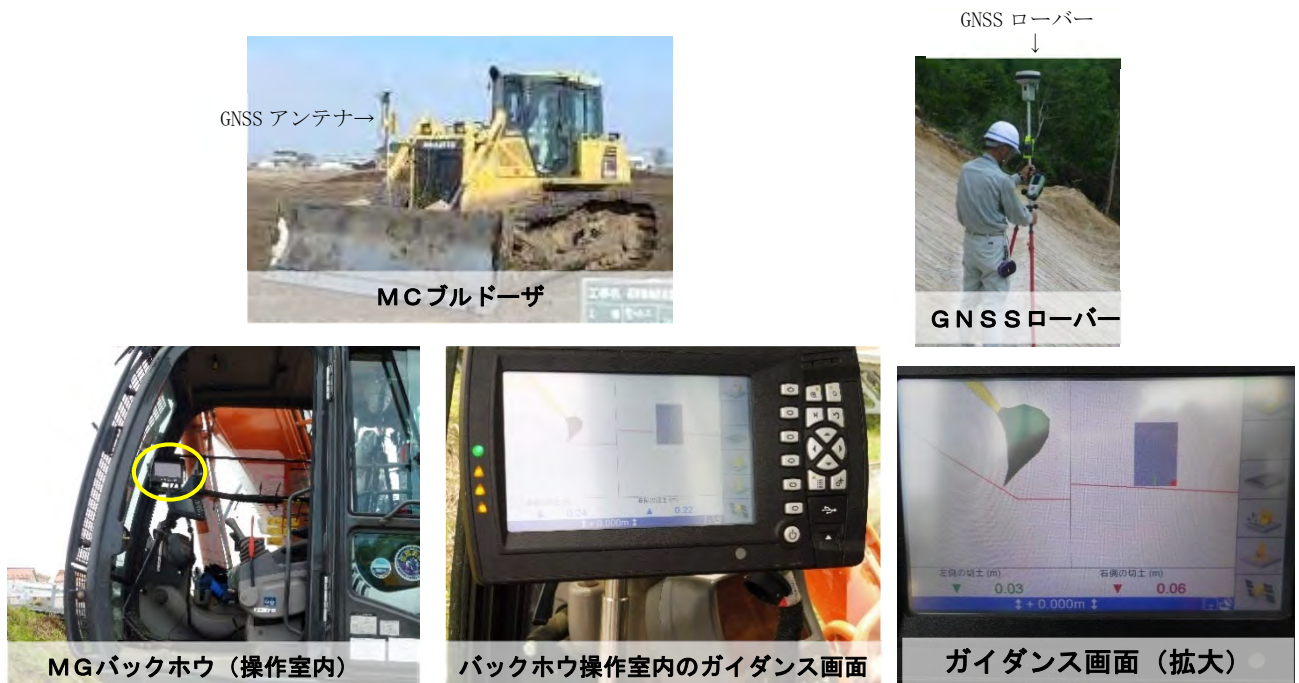 GNSS ローバー
↓
GNSS アンテナ→
MCブルドーザ
GNSSローバー
左側の切土 (m)
右側の切土 (m)
▲ 0.24
▲ 0.22
▼ 0.03
▼ 0.06
+ 0.000m
+ 0.000m
MGバックホウ（操作室内）
バックホウ操作室内のガイダンス画面
ガイダンス画面（拡大）